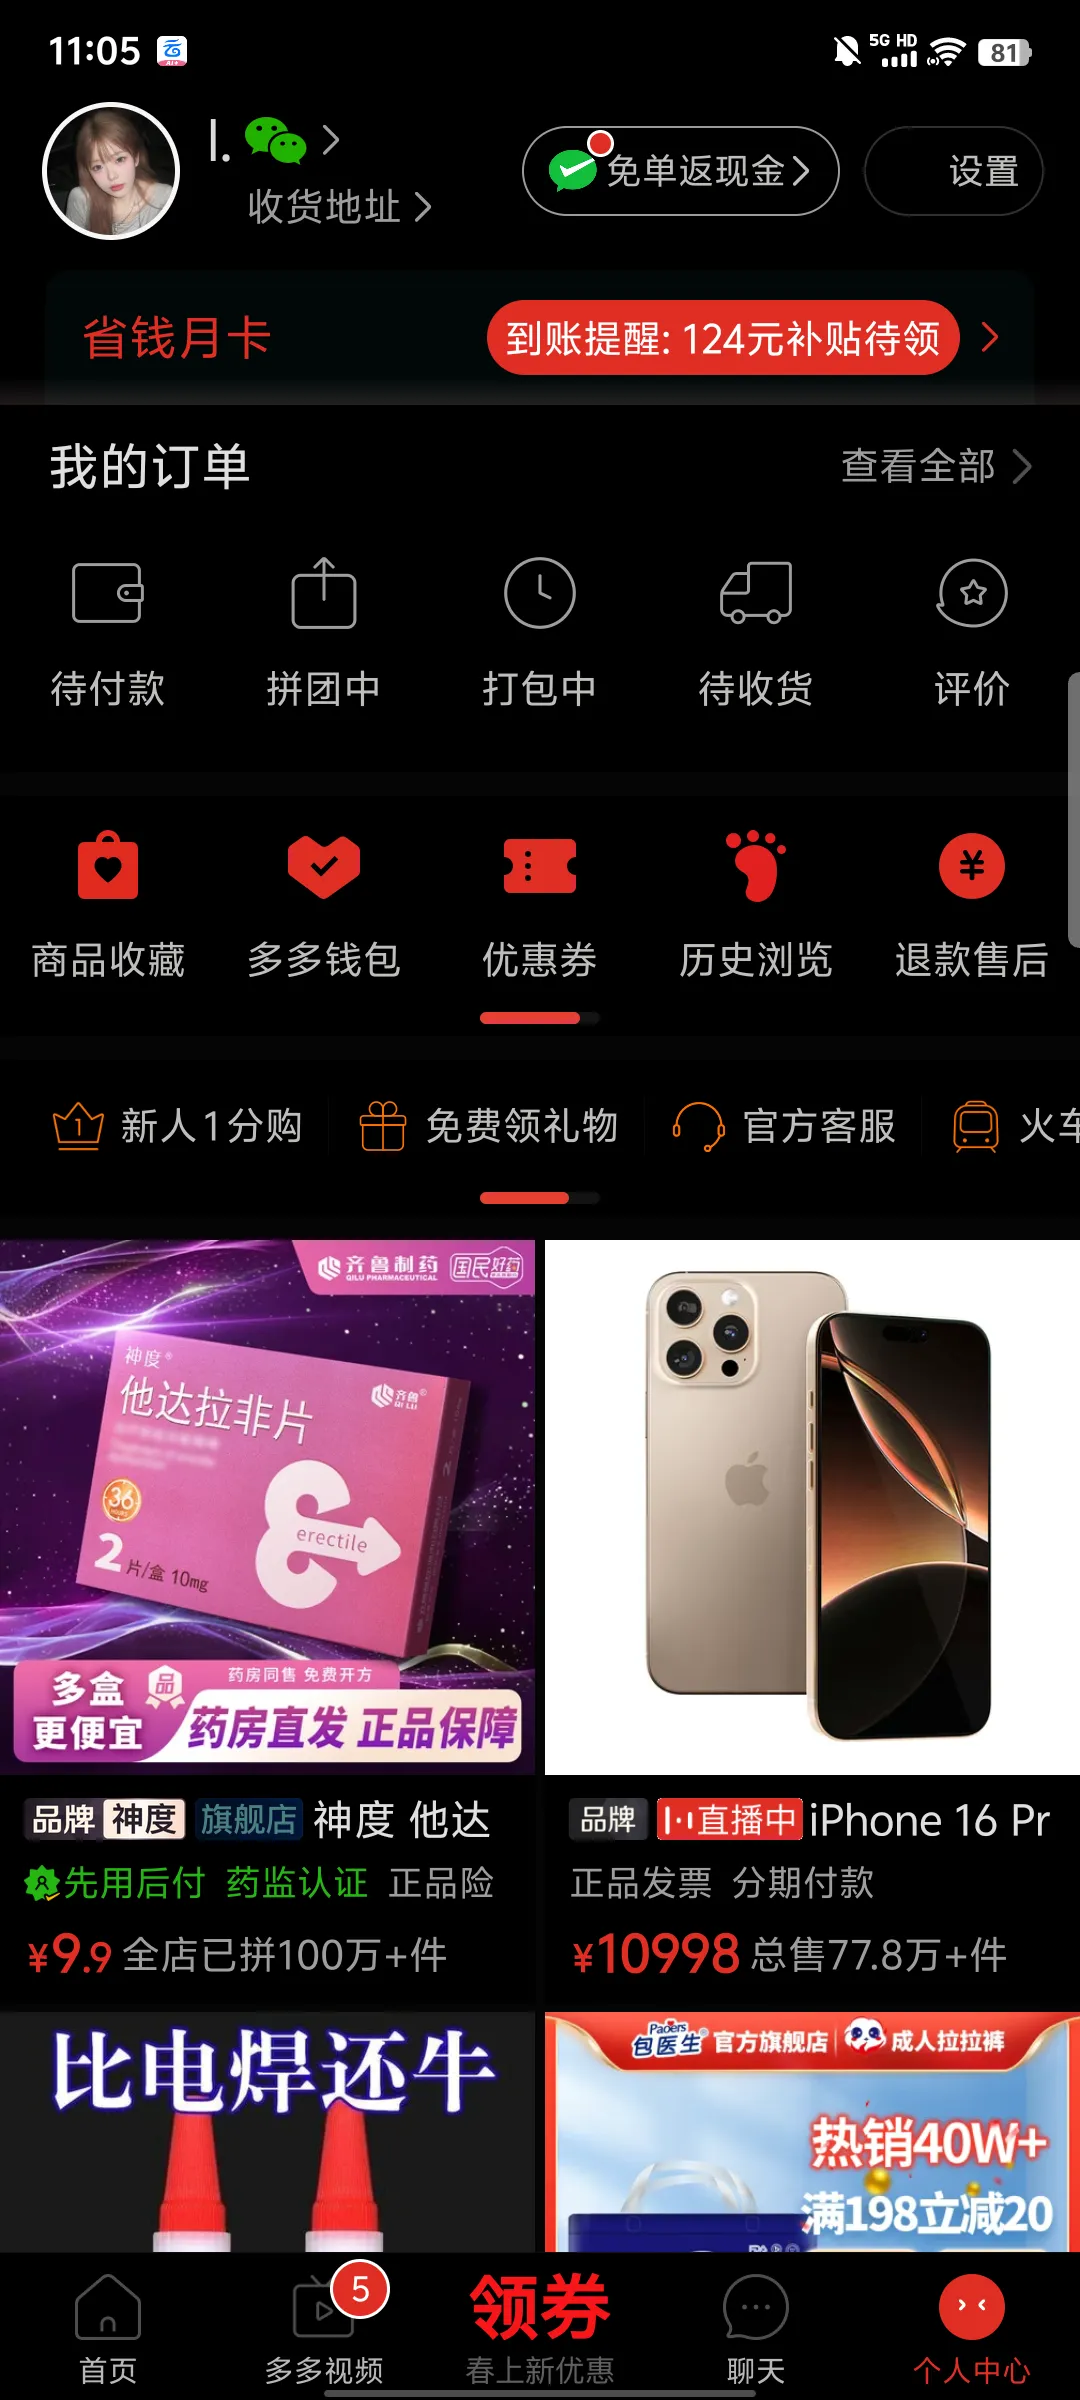 11:05
5G HD
81
l.
收货地址
免单返现金
设置
省钱月卡
到账提醒: 124元补贴待领
我的订单
查看全部
待付款
拼团中
打包中
待收货
评价
商品收藏
多多钱包
优惠券
历史浏览
退款售后
新人1分购
免费领礼物
官方客服
火车
齐鲁制药
QILU PHARMACEUTICAL
国民好药
神度®
他达拉非片
齐鲁®
QI LU
36
HOURS
erectile
2片/盒 10mg
多盒
更便宜
品
药房同售 免费开方
药房直发 正品保障
品牌 神度 旗舰店 神度 他达
先用后付 药监认证 正品险
¥9.9 全店已拼100万+件
品牌 直播中 iPhone 16 Pr
正品发票 分期付款
¥10998 总售77.8万+件
比电焊还牛
Paoers
包医生® 官方旗舰店 成人拉拉裤
热销40W+
满198立减20
首页
5
多多视频
领券
春上新优惠
聊天
个人中心